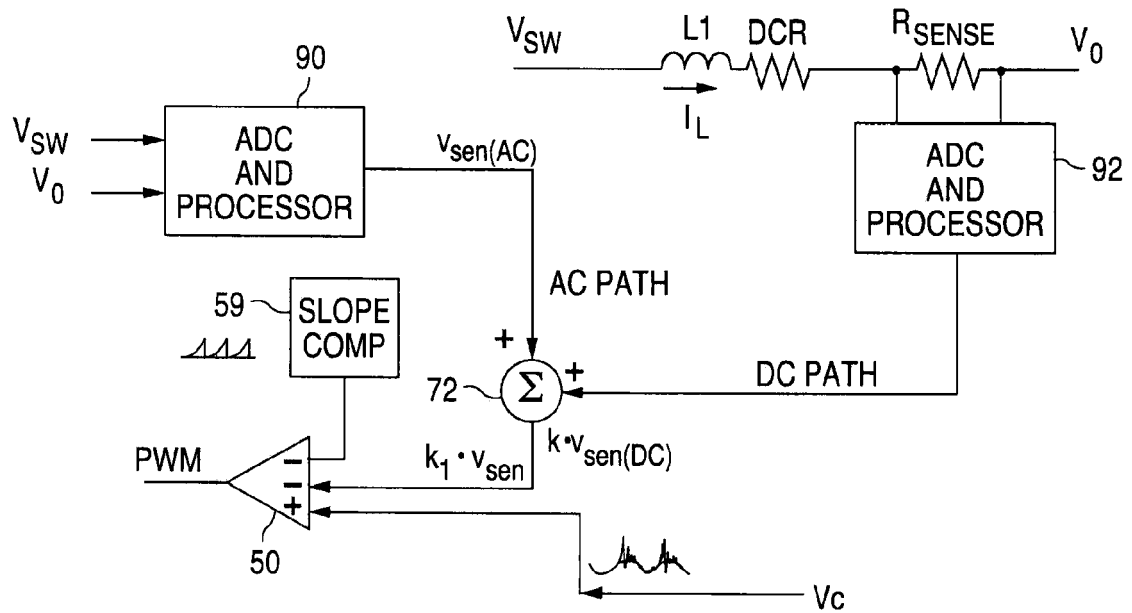 V_SW L1 DCR R_SENSE V_0
I_L
90
V_SW
V_0
ADC
AND
PROCESSOR
v_sen(AC)
ADC
AND
PROCESSOR
92
AC PATH
59
SLOPE
COMP
+
72 Σ +
DC PATH
k_1 · v_sen
k·v_sen(DC)
PWM
−
−
+
50
Vc